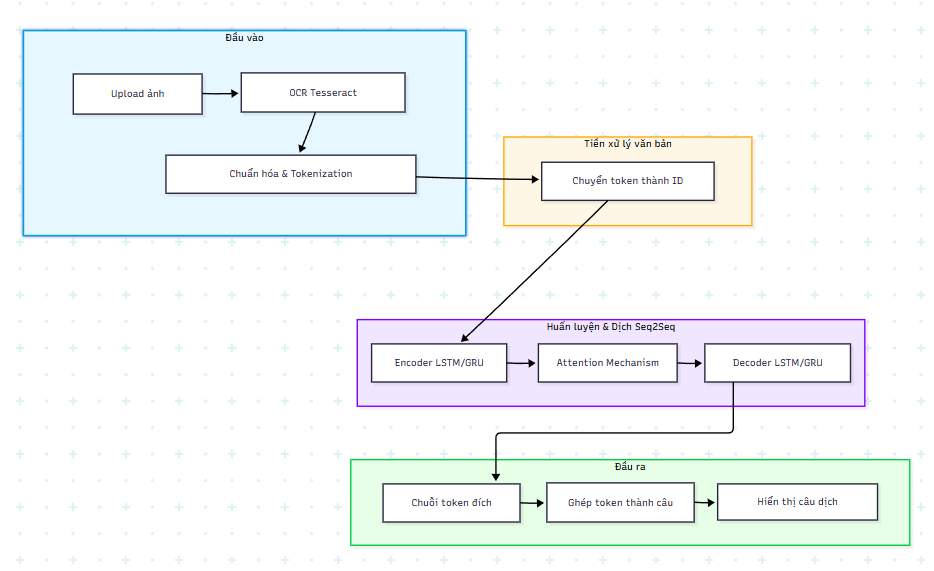 Đầu vào
Upload ảnh
OCR Tesseract
Chuẩn hóa & Tokenization
Tiền xử lý văn bản
Chuyển token thành ID
Huấn luyện & Dịch Seq2Seq
Encoder LSTM/GRU
Attention Mechanism
Decoder LSTM/GRU
Đầu ra
Chuỗi token đích
Ghép token thành câu
Hiển thị câu dịch